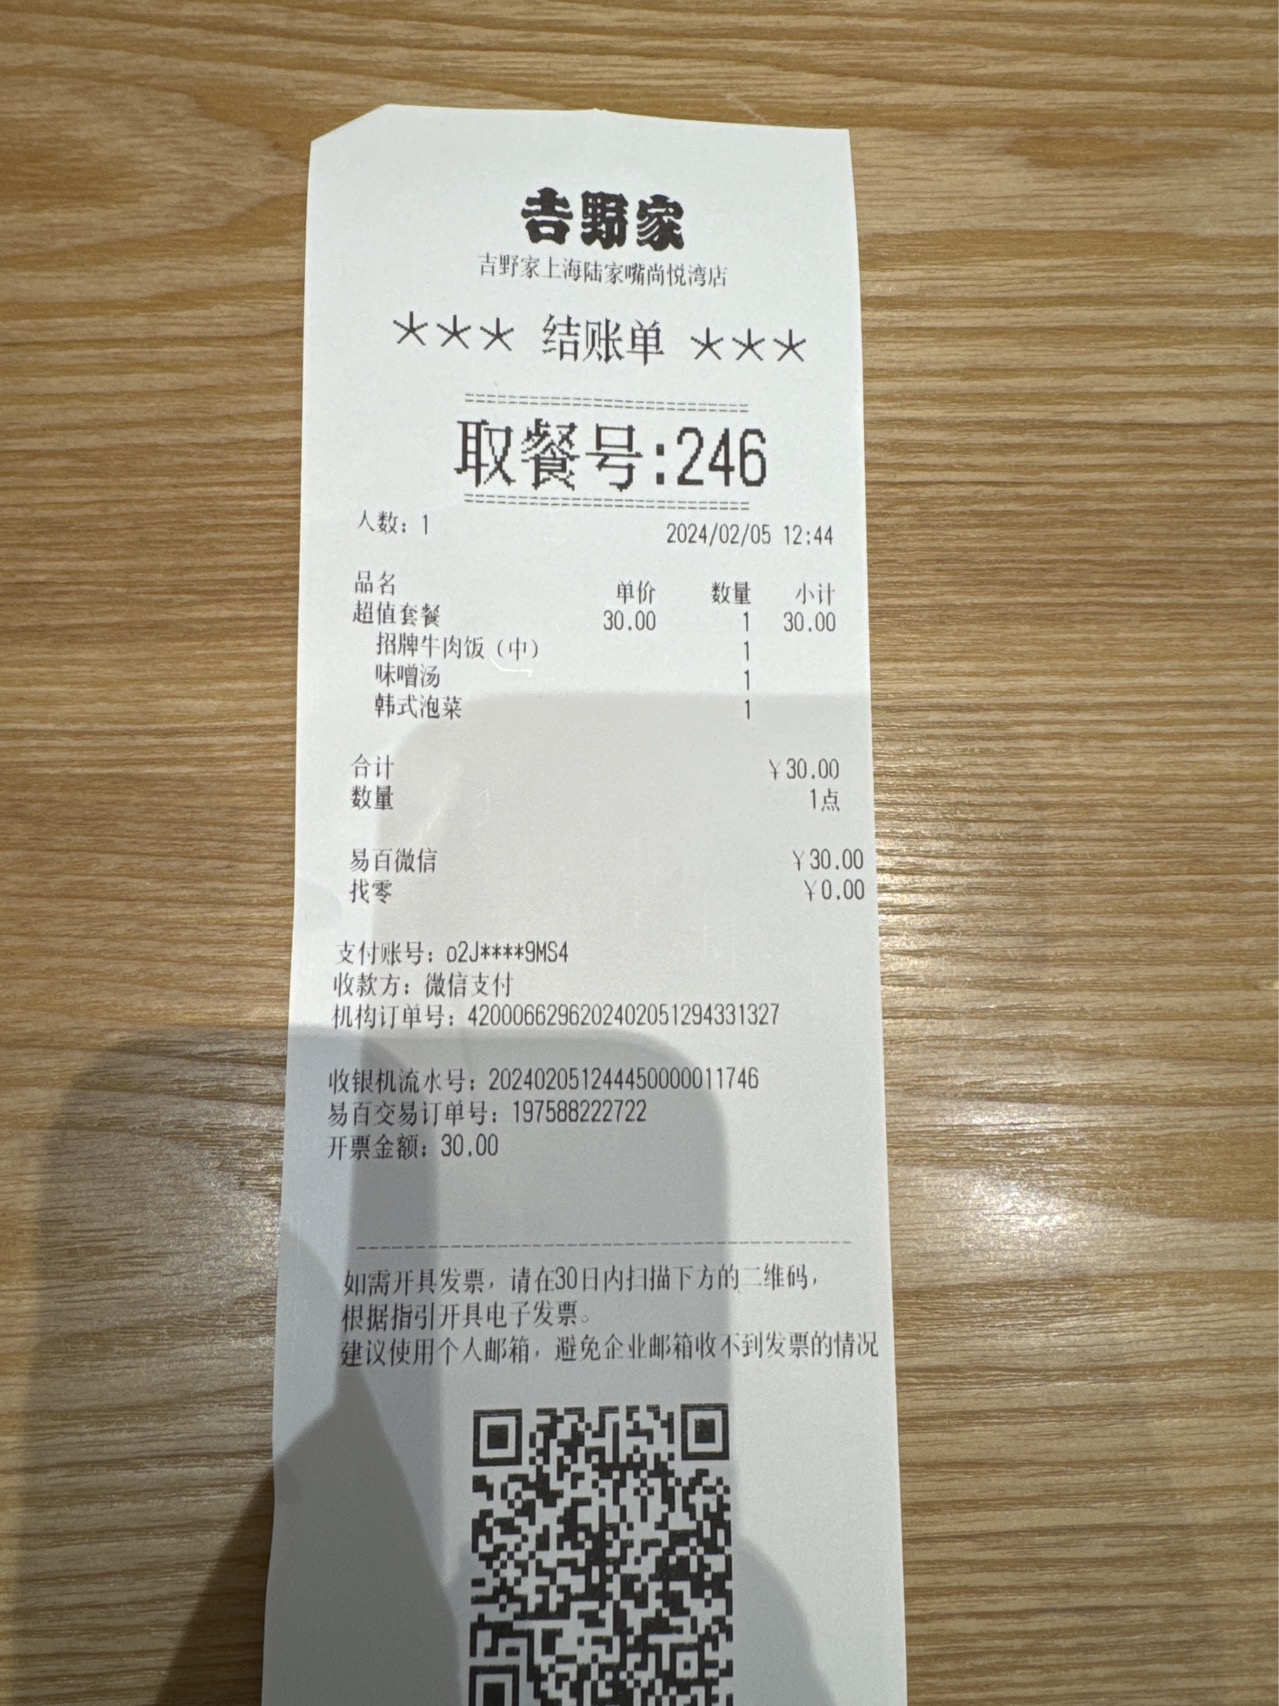 吉野家
吉野家上海陆家嘴尚悦湾店
*** 结账单 ***
========================
取餐号:246
========================
人数：1 2024/02/05 12:44
品名 单价 数量 小计
超值套餐 30.00 1 30.00
招牌牛肉饭（中） 1
味噌汤 1
韩式泡菜 1
合计 ¥30.00
数量 1点
易百微信 ¥30.00
找零 ¥0.00
支付账号：o2J****9MS4
收款方：微信支付
机构订单号：4200066296202402051294331327
收银机流水号：202402051244450000011746
易百交易订单号：197588222722
开票金额：30.00
如需开具发票，请在30日内扫描下方的二维码，
根据指引开具电子发票。
建议使用个人邮箱，避免企业邮箱收不到发票的情况